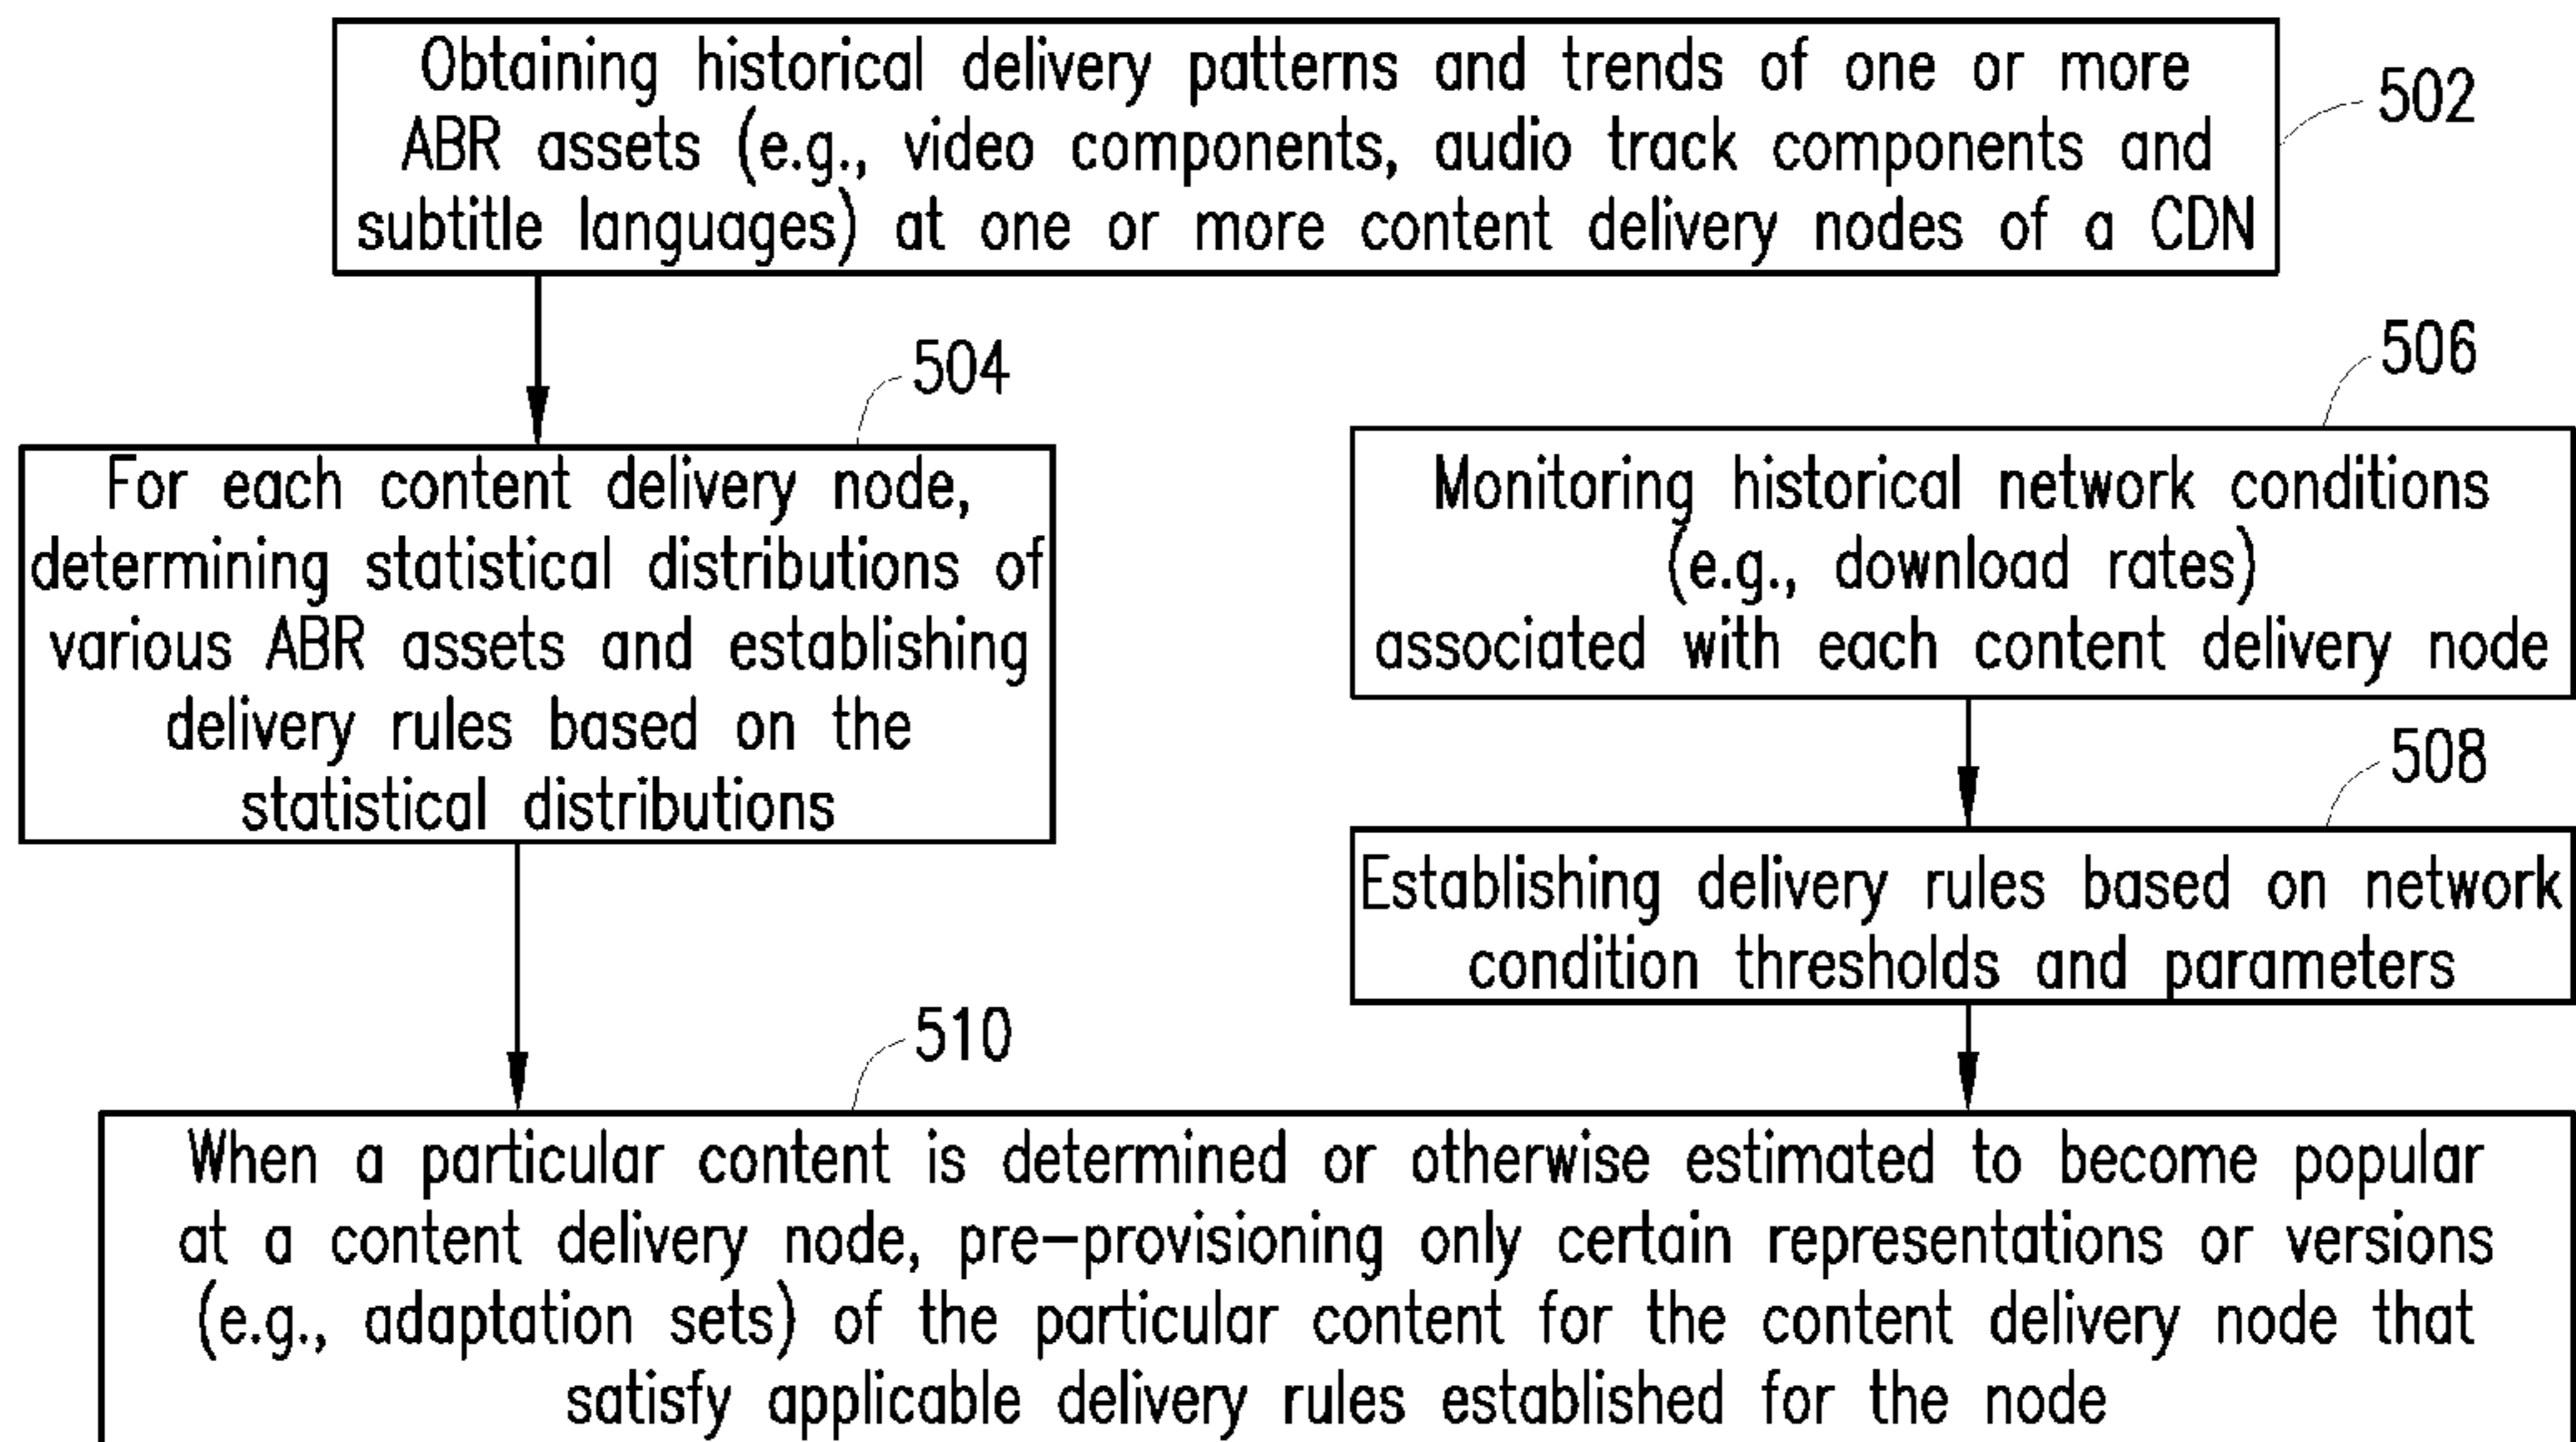 Obtaining historical delivery patterns and trends of one or more
ABR assets (e.g., video components, audio track components and
subtitle languages) at one or more content delivery nodes of a CDN
502
504
For each content delivery node,
determining statistical distributions of
various ABR assets and establishing
delivery rules based on the
statistical distributions
506
Monitoring historical network conditions
(e.g., download rates)
associated with each content delivery node
508
Establishing delivery rules based on network
condition thresholds and parameters
510
When a particular content is determined or otherwise estimated to become popular
at a content delivery node, pre-provisioning only certain representations or versions
(e.g., adaptation sets) of the particular content for the content delivery node that
satisfy applicable delivery rules established for the node